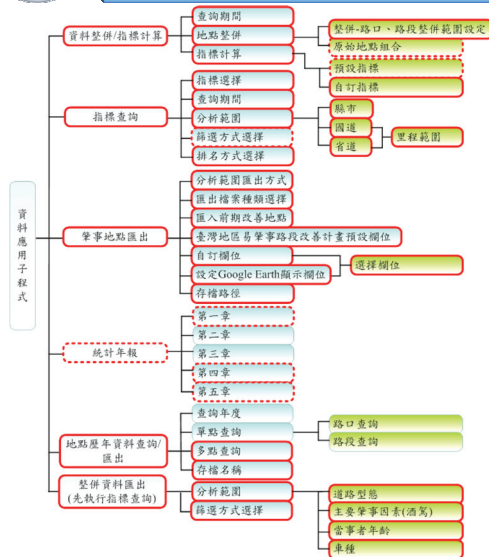 資料應用子程式
資料整併/指標計算
查詢期間
地點整併
整併-路口、路段整併範圍設定
原始地點組合
指標計算
預設指標
自訂指標
指標查詢
指標選擇
查詢期間
分析範圍
縣市
國道
省道
里程範圍
篩選方式選擇
排名方式選擇
肇事地點匯出
分析範圍匯出方式
匯出檔案種類選擇
匯入前期改善地點
臺灣地區易肇事路段改善計畫預設欄位
自訂欄位
設定Google Earth顯示欄位
選擇欄位
存檔路徑
統計年報
第一章
第二章
第三章
第四章
第五章
地點歷年資料查詢/
匯出
查詢年度
單點查詢
路口查詢
路段查詢
多點查詢
存檔名稱
整併資料匯出
(先執行指標查詢)
分析範圍
篩選方式選擇
道路型態
主要肇事因素(酒駕)
當事者年齡
車種